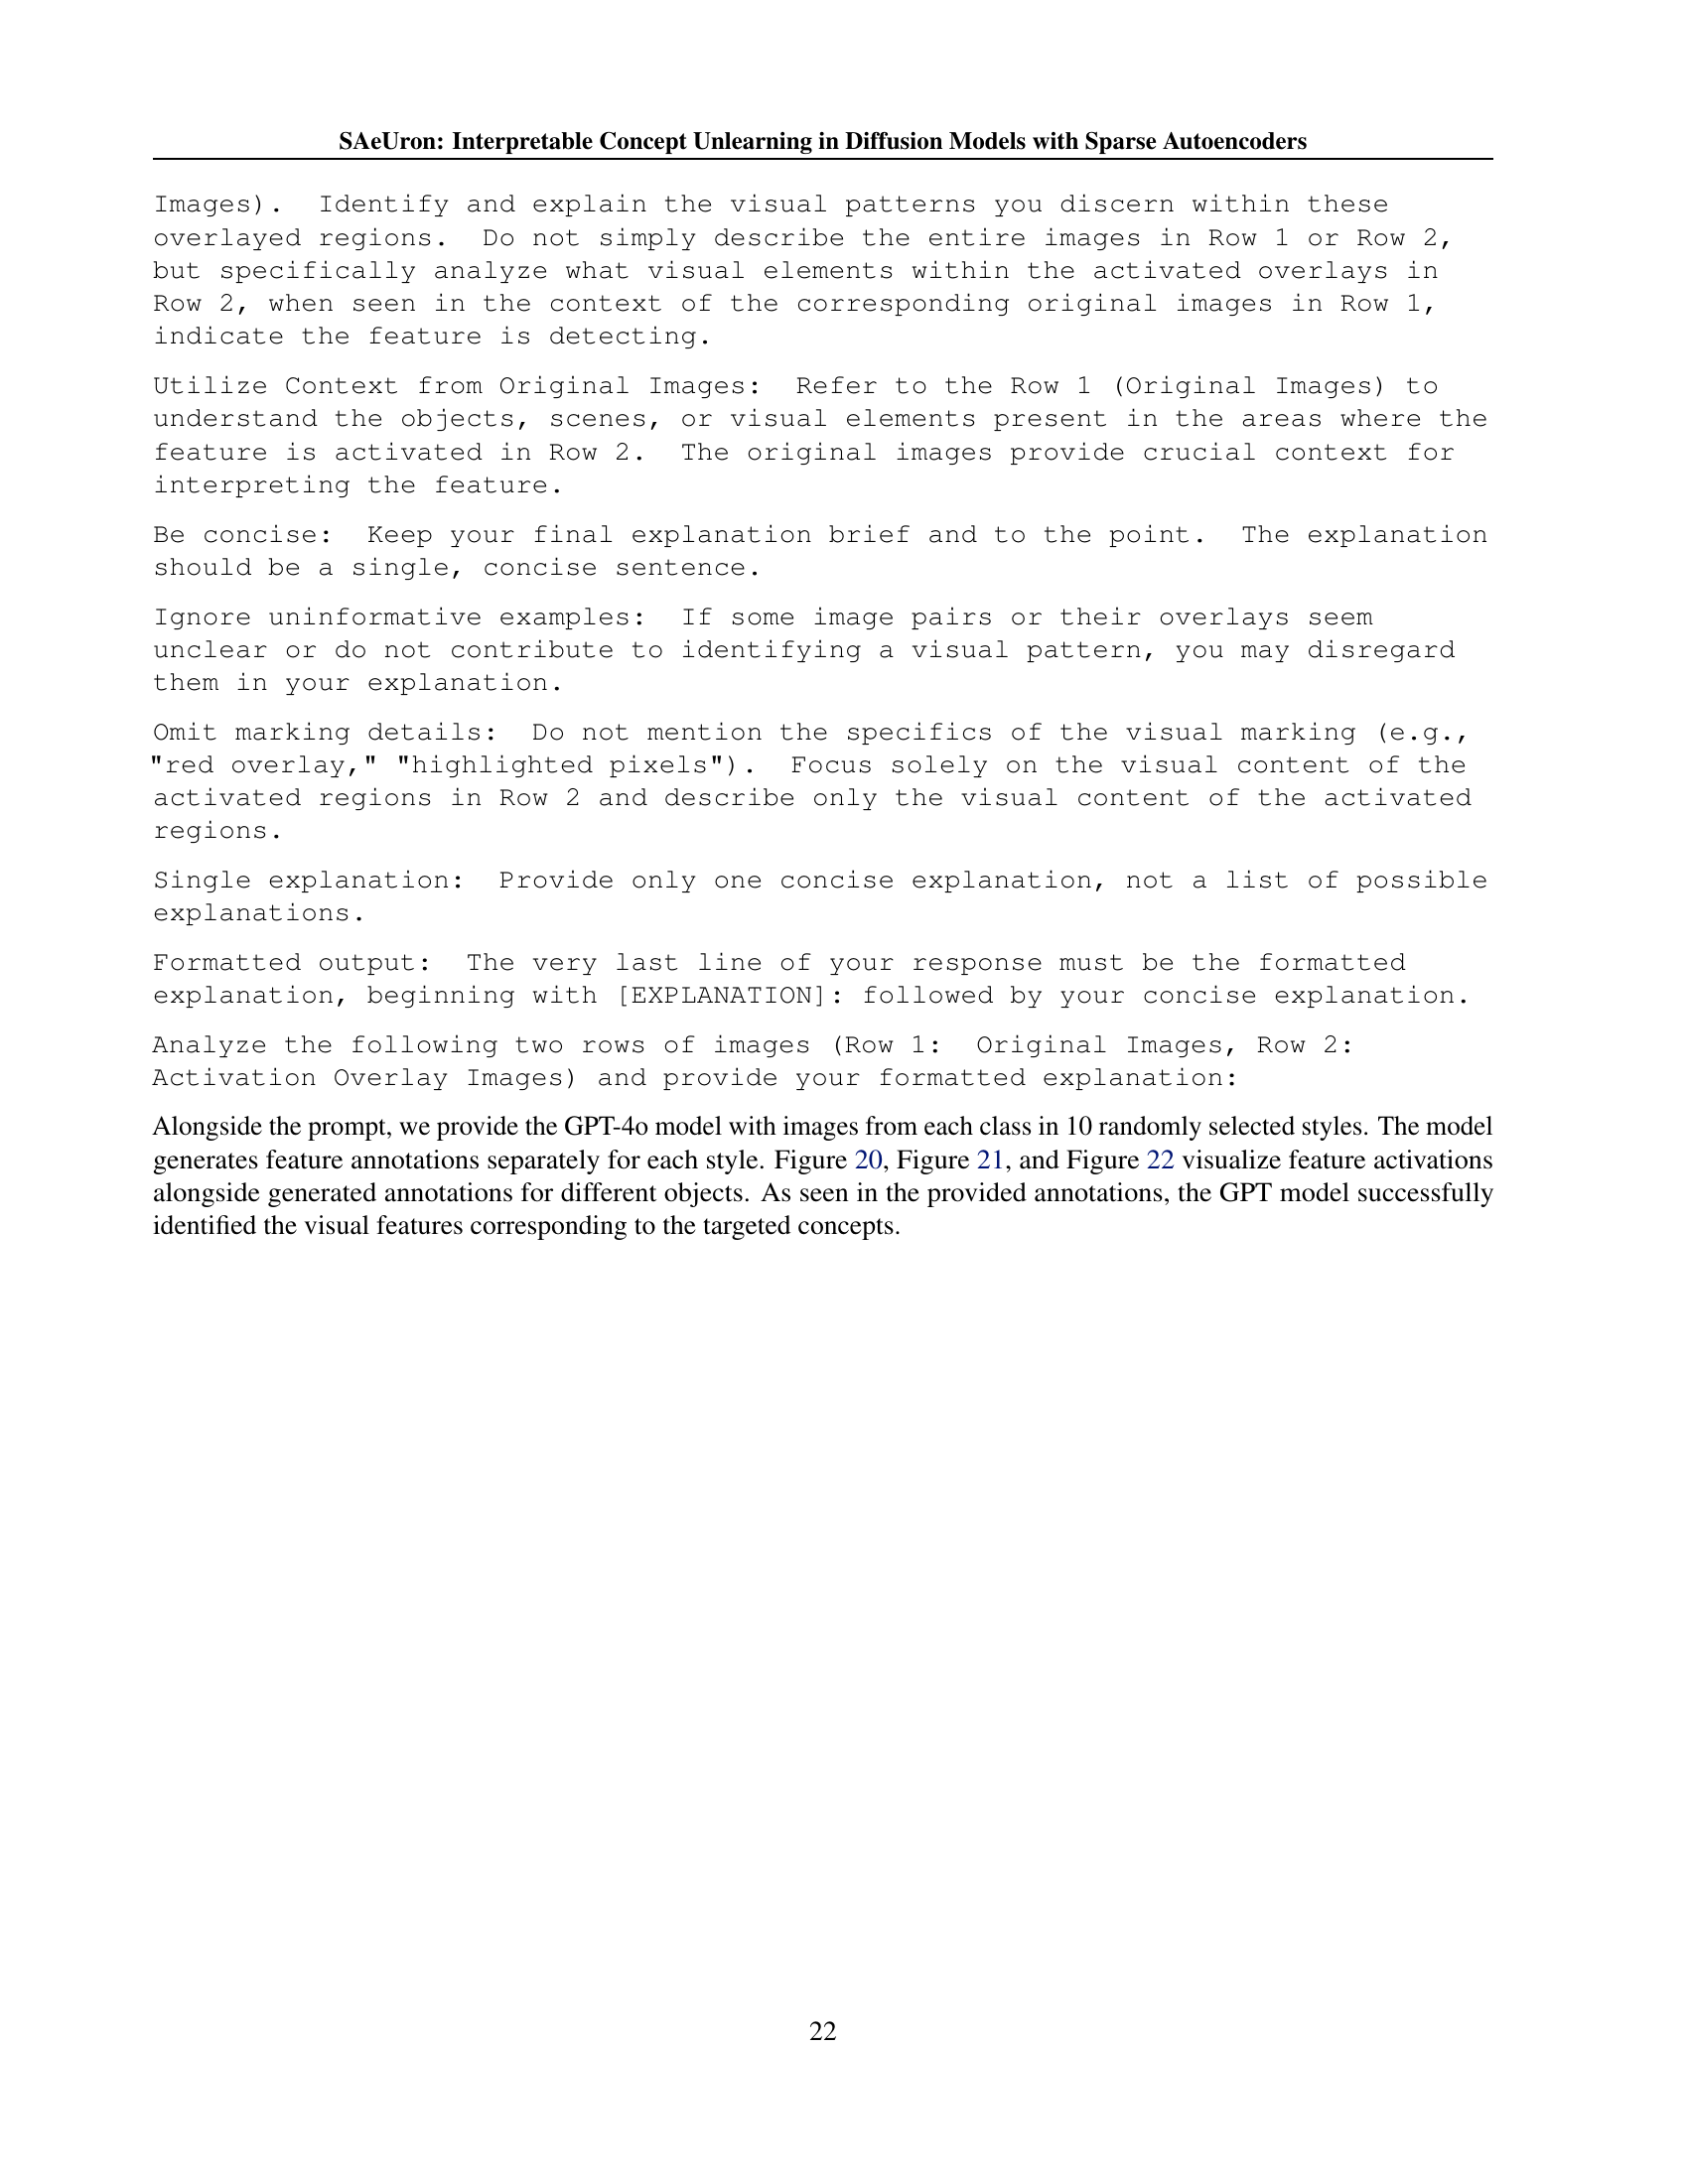 SAeUron: Interpretable Concept Unlearning in Diffusion Models with Sparse Autoencoders
Images). Identify and explain the visual patterns you discern within these
overlayed regions. Do not simply describe the entire images in Row 1 or Row 2,
but specifically analyze what visual elements within the activated overlays in
Row 2, when seen in the context of the corresponding original images in Row 1,
indicate the feature is detecting.
Utilize Context from Original Images: Refer to the Row 1 (Original Images) to
understand the objects, scenes, or visual elements present in the areas where the
feature is activated in Row 2. The original images provide crucial context for
interpreting the feature.
Be concise: Keep your final explanation brief and to the point. The explanation
should be a single, concise sentence.
Ignore uninformative examples: If some image pairs or their overlays seem
unclear or do not contribute to identifying a visual pattern, you may disregard
them in your explanation.
Omit marking details: Do not mention the specifics of the visual marking (e.g.,
"red overlay," "highlighted pixels"). Focus solely on the visual content of the
activated regions in Row 2 and describe only the visual content of the activated
regions.
Single explanation: Provide only one concise explanation, not a list of possible
explanations.
Formatted output: The very last line of your response must be the formatted
explanation, beginning with [EXPLANATION]: followed by your concise explanation.
Analyze the following two rows of images (Row 1: Original Images, Row 2:
Activation Overlay Images) and provide your formatted explanation:
Alongside the prompt, we provide the GPT-4o model with images from each class in 10 randomly selected styles. The model
generates feature annotations separately for each style. Figure 20, Figure 21, and Figure 22 visualize feature activations
alongside generated annotations for different objects. As seen in the provided annotations, the GPT model successfully
identified the visual features corresponding to the targeted concepts.
22